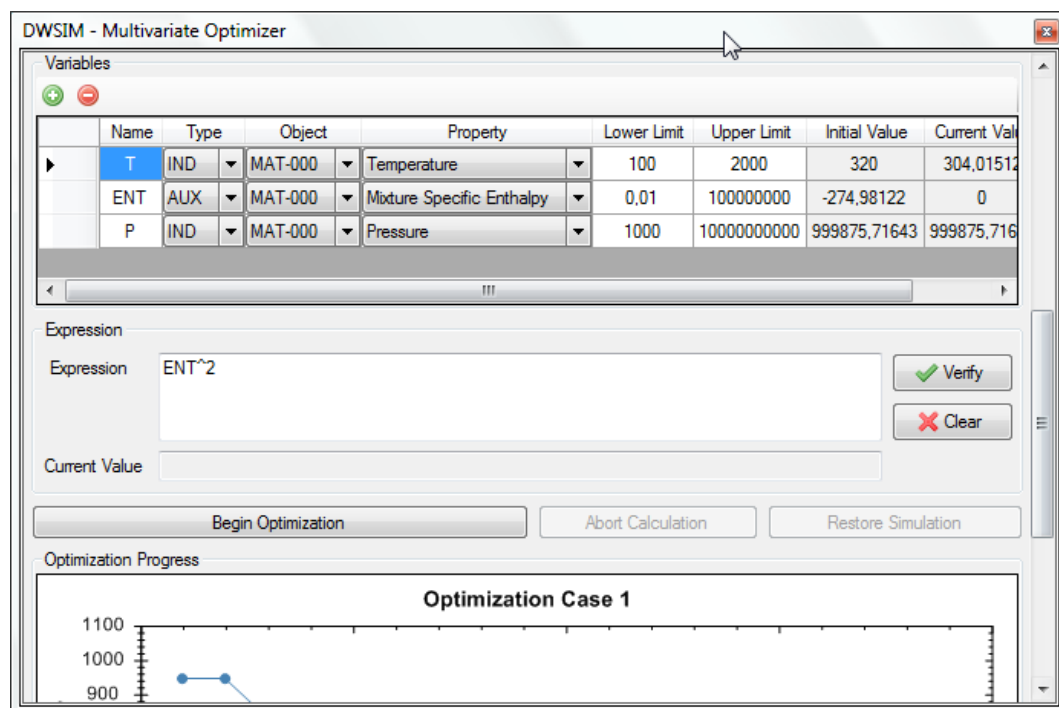 DWSIM - Multivariate Optimizer
Variables
Name Type Object Property Lower Limit Upper Limit Initial Value Current Valu
T IND MAT-000 Temperature 100 2000 320 304,01512
ENT AUX MAT-000 Mixture Specific Enthalpy 0,01 100000000 -274,98122 0
P IND MAT-000 Pressure 1000 10000000000 999875,71643 999875,716
Expression
Expression ENT^2
Verify
Clear
Current Value
Begin Optimization Abort Calculation Restore Simulation
Optimization Progress
Optimization Case 1
1100
1000
900